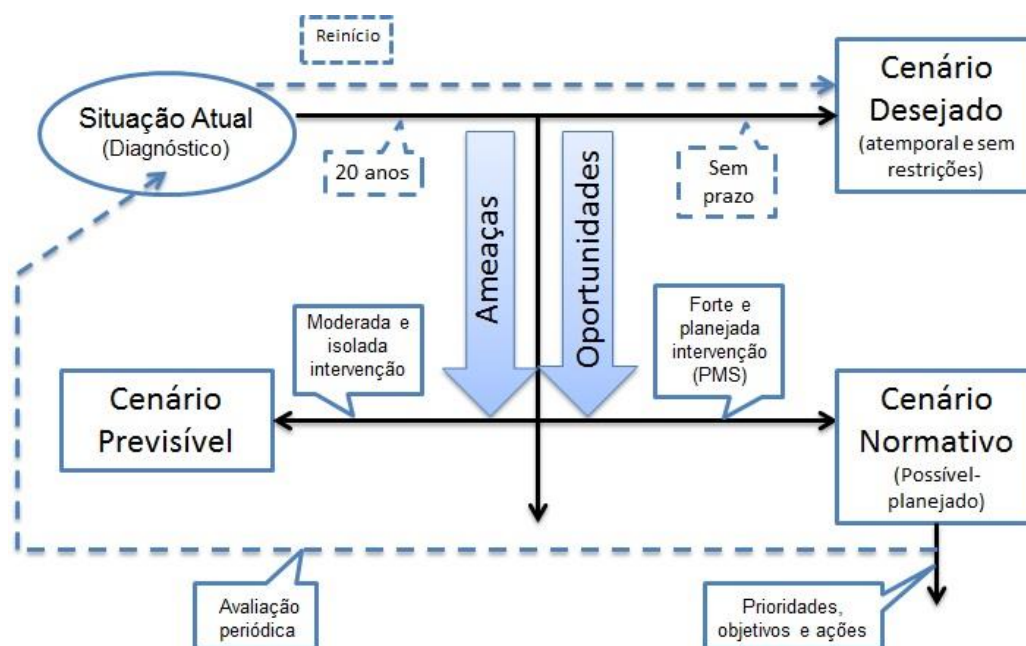 Reinício
Situação Atual
(Diagnóstico)
20 anos
Sem
prazo
Cenário
Desejado
(atemporal e sem
restrições)
Ameaças
Oportunidades
Moderada e
isolada
intervenção
Forte e
planejada
intervenção
(PMS)
Cenário
Previsível
Cenário
Normativo
(Possível-
planejado)
Avaliação
periódica
Prioridades,
objetivos e ações